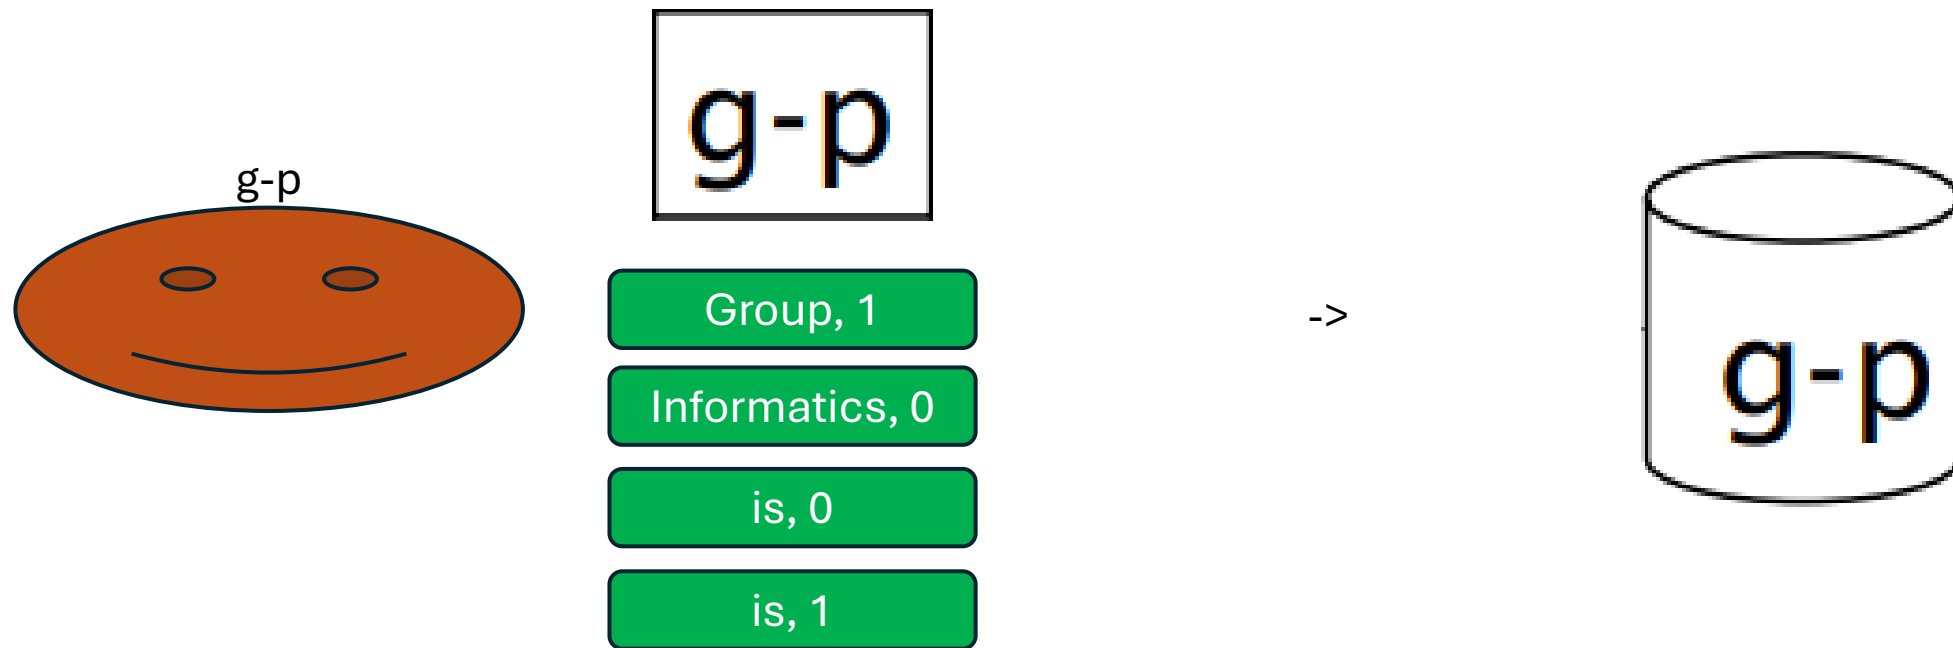 g-p
g-p
Group, 1
Informatics, 0
is, 0
is, 1
->
g-p